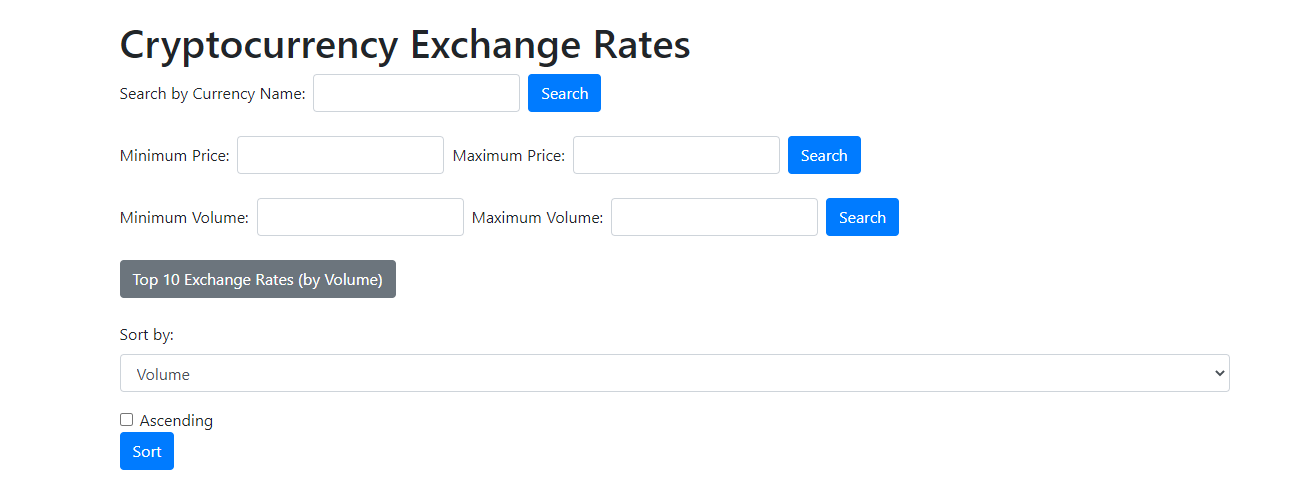 Cryptocurrency Exchange Rates
Search by Currency Name: Search
Minimum Price: Maximum Price: Search
Minimum Volume: Maximum Volume: Search
Top 10 Exchange Rates (by Volume)
Sort by:
Volume
Ascending
Sort